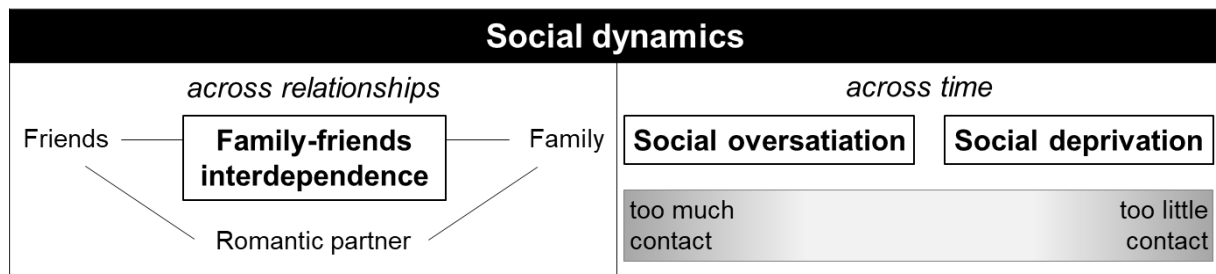 Social dynamics
across relationships
Friends
Family-friends
interdependence
Family
Romantic partner
across time
Social oversatiation
Social deprivation
too much
contact
too little
contact